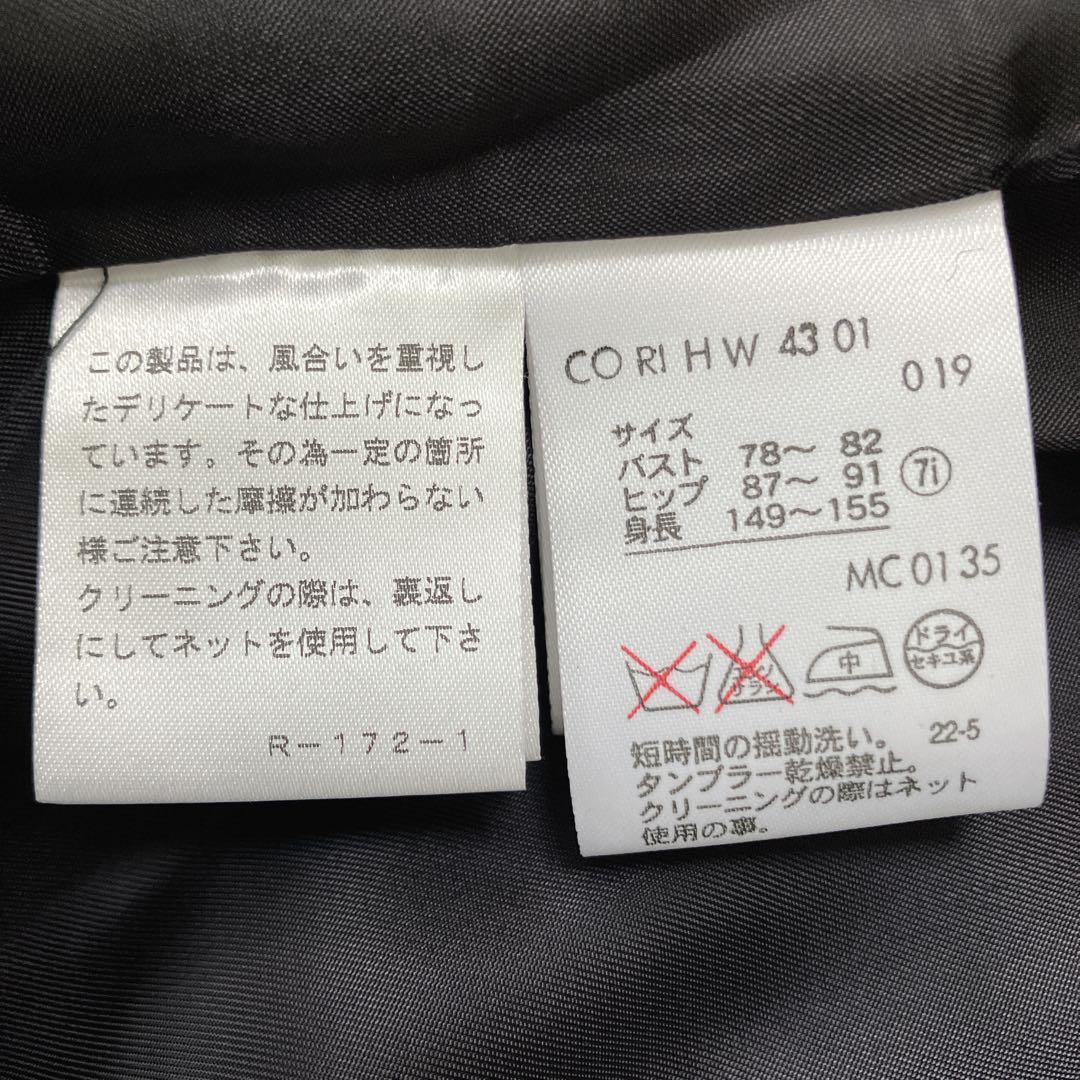 この製品は、風合いを重視し
たデリケートな仕上げになっ
ています。その為一定の箇所
に連続した摩擦が加わらない
様ご注意下さい。
クリーニングの際は、裏返し
にしてネットを使用して下さ
い。
R-172-1
CO RI H W 43 01
019
サイズ
バスト 78〜 82
ヒップ 87〜 91 7i
身長 149〜155
MC 01 35
エンソ サラシ 中 ドライ セキユ系
短時間の揺動洗い。 22-5
タンブラー乾燥禁止。
クリーニングの際はネット
使用の事。